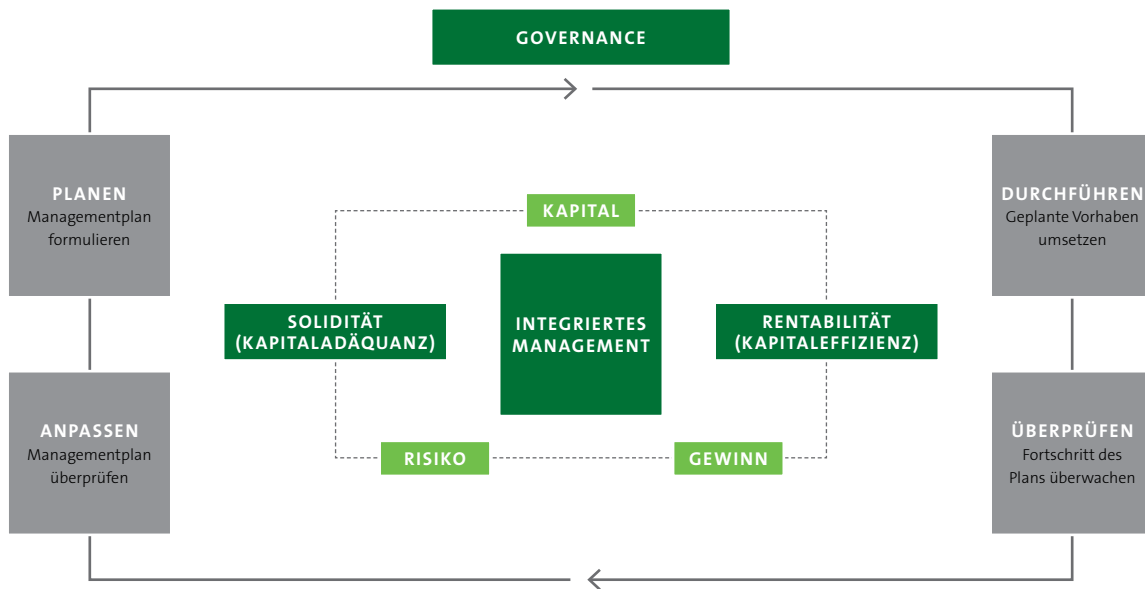 GOVERNANCE
PLANEN
Managementplan
formulieren
DURCHFÜHREN
Geplante Vorhaben
umsetzen
KAPITAL
SOLIDITÄT
(KAPITALADÄQUANZ)
INTEGRIERTES
MANAGEMENT
RENTABILITÄT
(KAPITALEFFIZIENZ)
ANPASSEN
Managementplan
überprüfen
RISIKO
GEWINN
ÜBERPRÜFEN
Fortschritt des
Plans überwachen